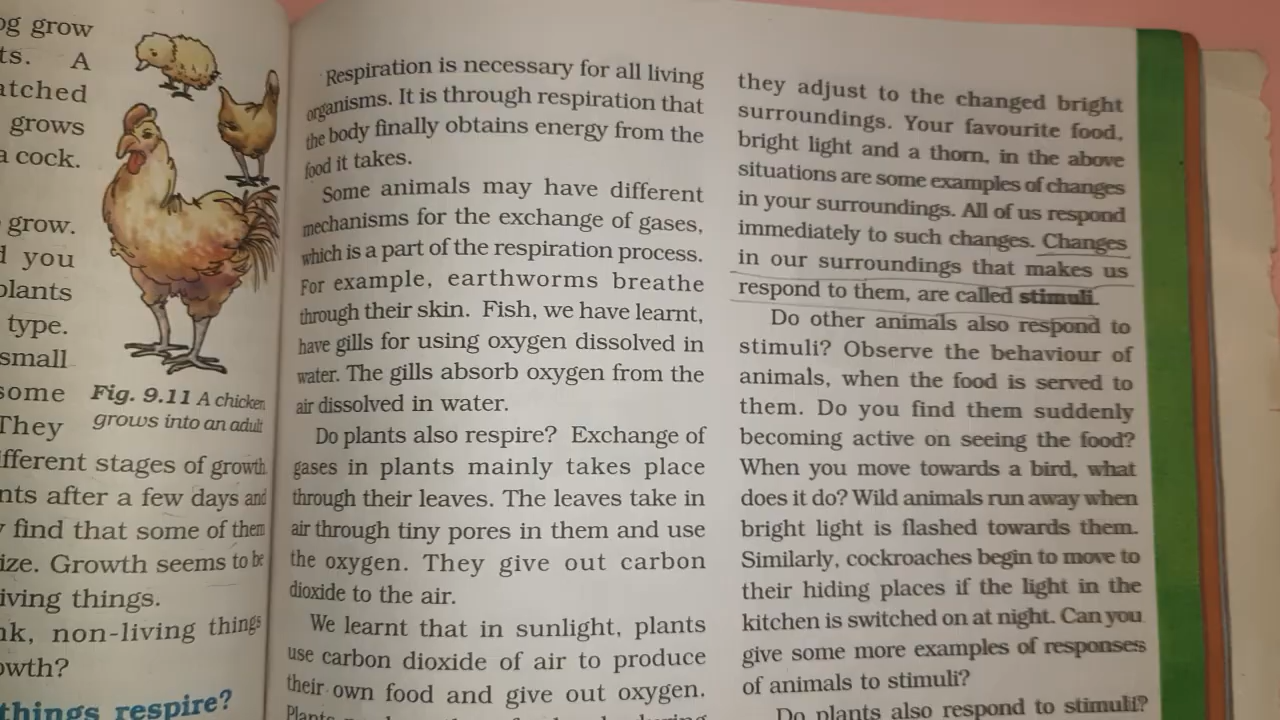 og grow
ts. A
atched
grows
a cock.
grow.
d you
plants
type.
small
some
They
Fig. 9.11 A chicken
grows into an adult
fferent stages of growth
nts after a few days and
y find that some of them
ize. Growth seems to be
iving things.
nk, non-living things
owth?
things respire?
Respiration is necessary for all living
organisms. It is through respiration that
the body finally obtains energy from the
food it takes.
Some animals may have different
mechanisms for the exchange of gases,
which is a part of the respiration process.
For example, earthworms breathe
through their skin. Fish, we have learnt,
have gills for using oxygen dissolved in
water. The gills absorb oxygen from the
air dissolved in water.
Do plants also respire? Exchange of
gases in plants mainly takes place
through their leaves. The leaves take in
air through tiny pores in them and use
the oxygen. They give out carbon
dioxide to the air.
We learnt that in sunlight, plants
use carbon dioxide of air to produce
their own food and give out oxygen.
Plants
they adjust to the changed bright
surroundings. Your favourite food,
bright light and a thorn, in the above
situations are some examples of changes
in your surroundings. All of us respond
immediately to such changes. Changes
in our surroundings that makes us
respond to them, are called stimuli.
Do other animals also respond to
stimuli? Observe the behaviour of
animals, when the food is served to
them. Do you find them suddenly
becoming active on seeing the food?
When you move towards a bird, what
does it do? Wild animals run away when
bright light is flashed towards them.
Similarly, cockroaches begin to move to
their hiding places if the light in the
kitchen is switched on at night. Can you
give some more examples of responses
of animals to stimuli?
Do plants also respond to stimuli?